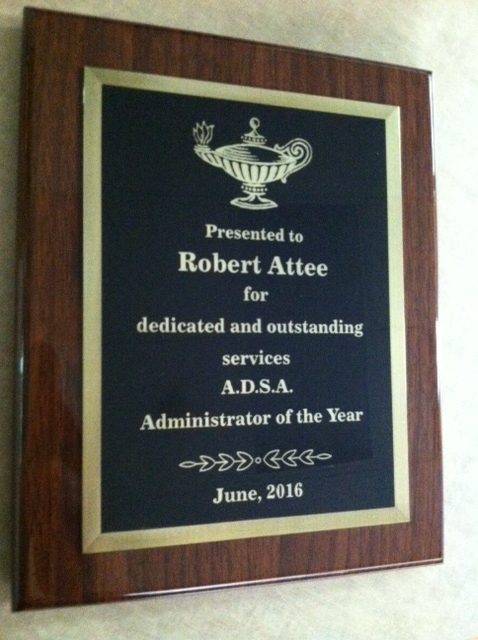 Presented to
Robert Attee
for
dedicated and outstanding
services
A.D.S.A.
Administrator of the Year
June, 2016